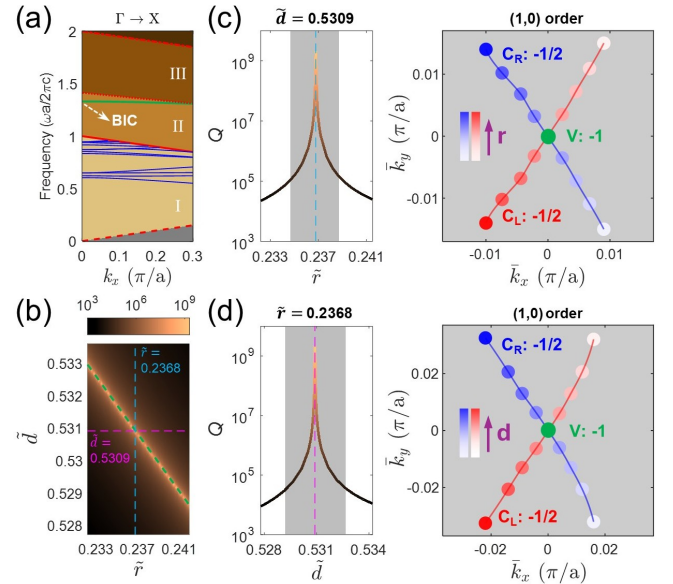 (a)
Γ → X
Frequency (ωa/2πc)
2
1.5
1
0.5
0
III
II
I
BIC
0
0.1
0.2
0.3
k_x (π/a)
(b)
10^3
10^6
10^9
d̃
0.533
0.531
0.53
0.529
0.528
r̃ =
0.2368
d̃ =
0.5309
0.233
0.237
0.241
r̃
(c)
d̃ = 0.5309
Q
10^9
10^7
10^5
10^3
0.233
0.237
0.241
r̃
(1,0) order
k̄_y (π/a)
0.01
0
-0.01
C_R: -1/2
r
V: -1
C_L: -1/2
-0.01
0
0.01
k̄_x (π/a)
(d)
r̃ = 0.2368
Q
10^9
10^7
10^5
10^3
0.528
0.531
0.534
d̃
(1,0) order
k̄_y (π/a)
0.02
0
-0.02
C_R: -1/2
d
V: -1
C_L: -1/2
-0.02
0
0.02
k̄_x (π/a)